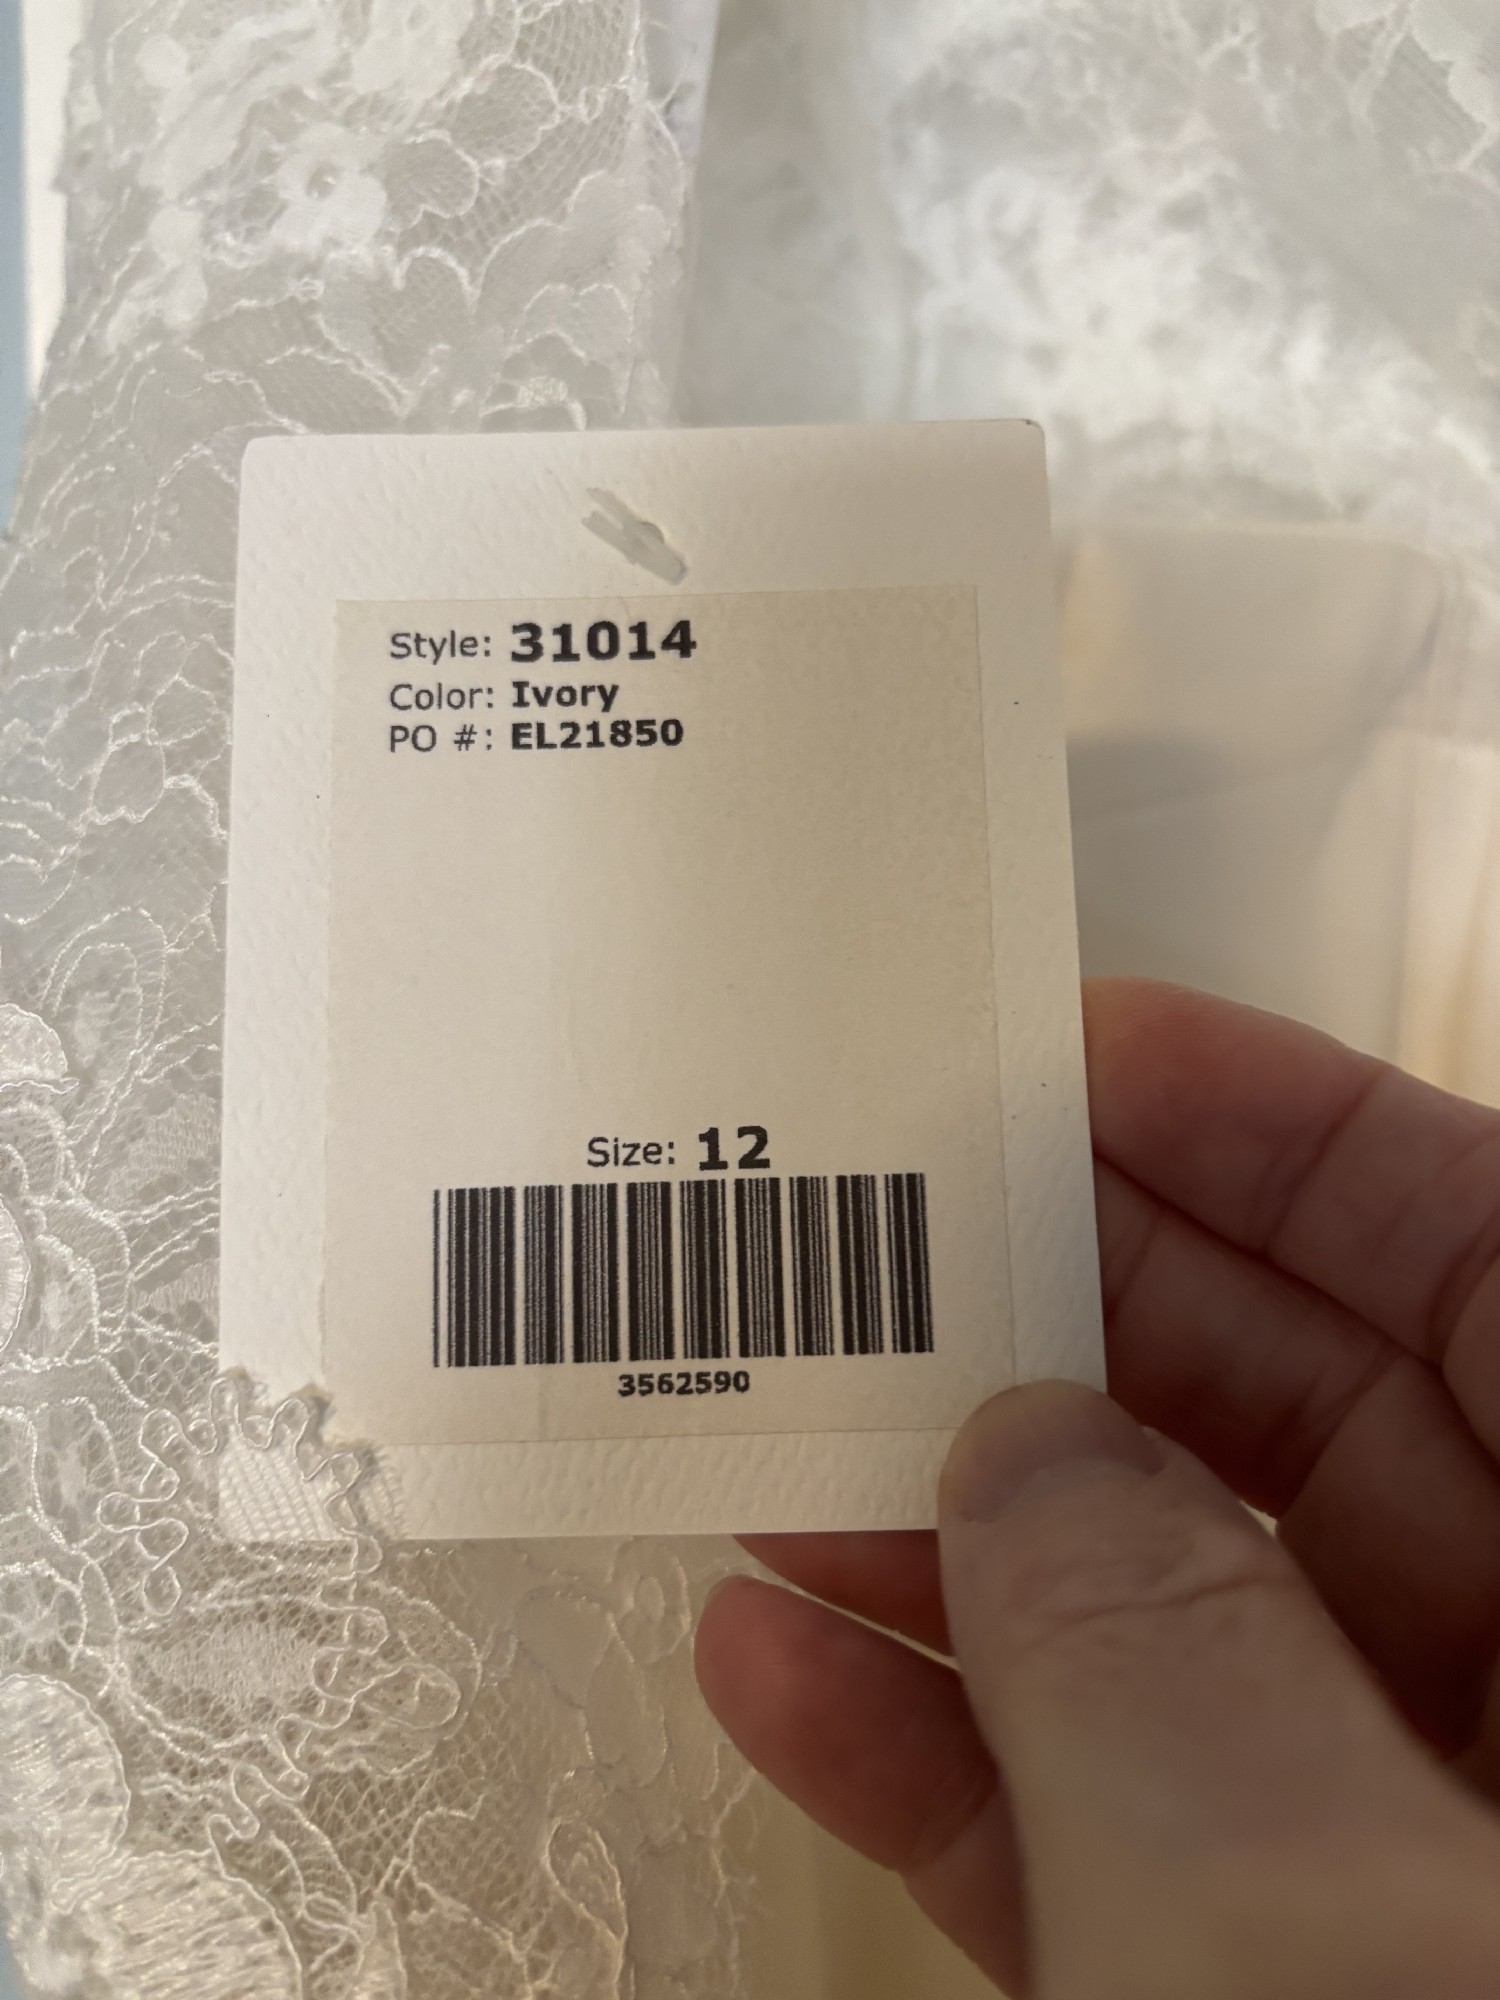 Style: 31014
Color: Ivory
PO #: EL21850
Size: 12
3562590